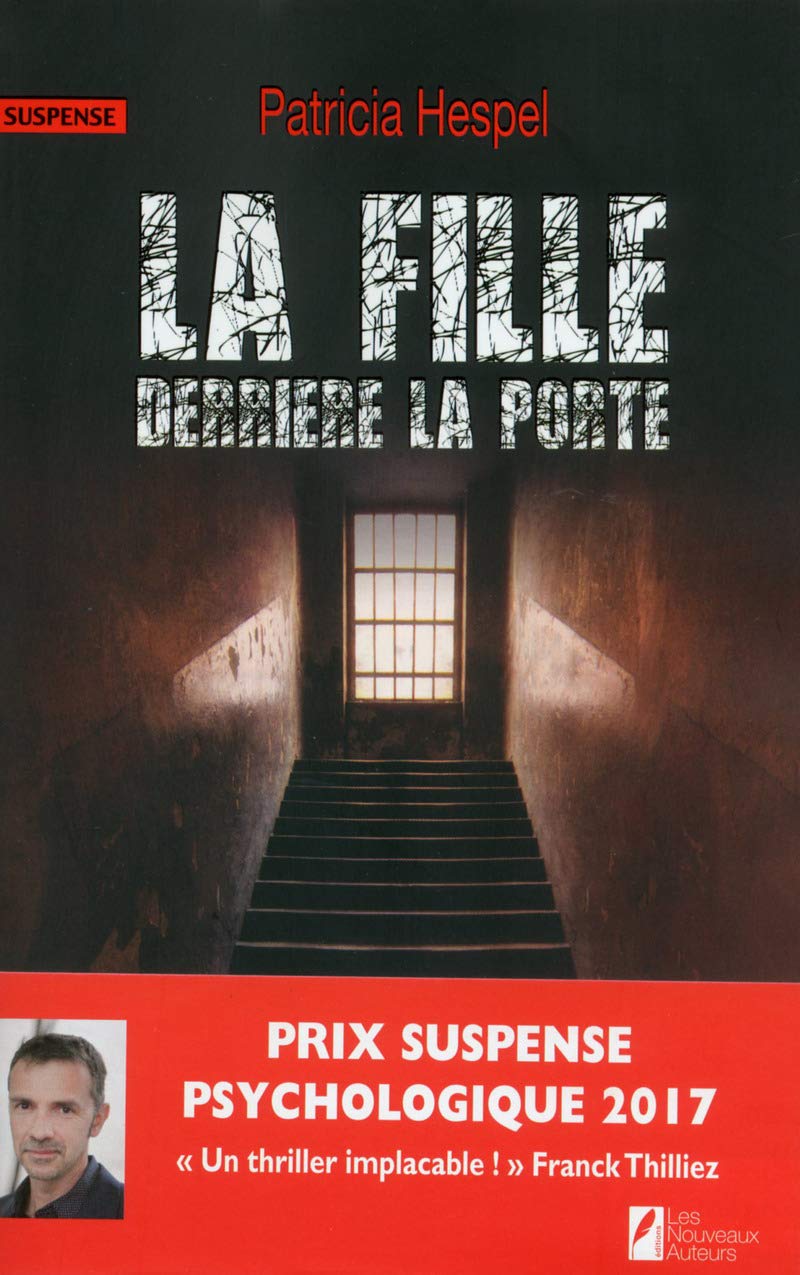 Patricia Hespel
SUSPENSE
LA FILLE
DERRIERE LA PORTE
PRIX SUSPENSE
PSYCHOLOGIQUE 2017
« Un thriller implacable ! » Franck Thilliez
éditions
Les
Nouveaux
Auteurs